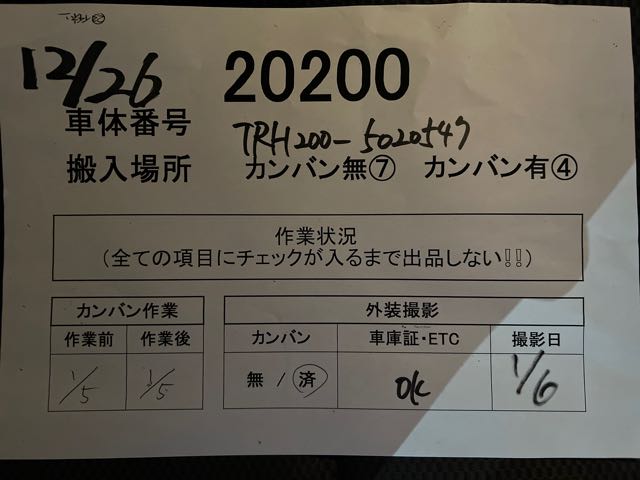 12/26 20200
車体番号 TRH200-5020549
搬入場所 カンバン無⑦ カンバン有④
作業状況
(全ての項目にチェックが入るまで出品しない!!)
カンバン作業 外装撮影
作業前 作業後 カンバン 車庫証・ETC 撮影日
1/5 1/5 無 / 済 OK 1/6